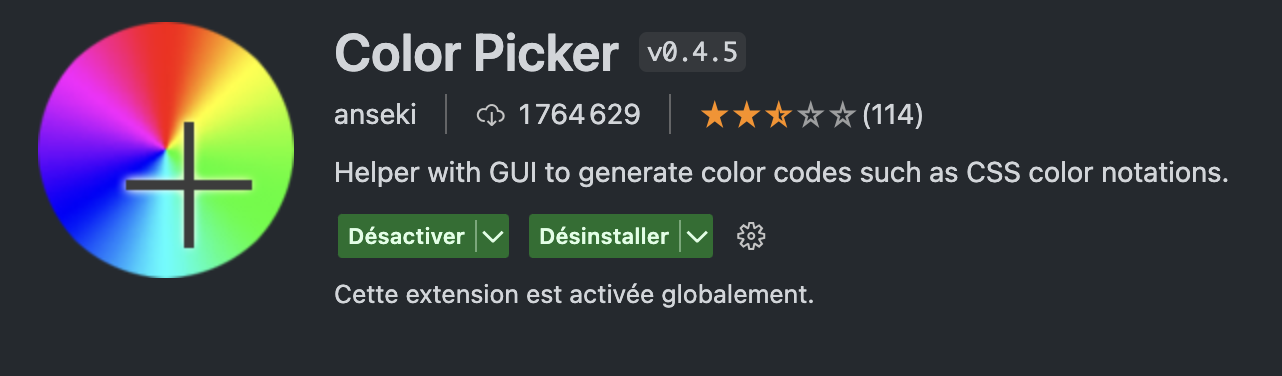 Color Picker v0.4.5
anseki 1 764 629 (114)
Helper with GUI to generate color codes such as CSS color notations.
Désactiver Désinstaller
Cette extension est activée globalement.